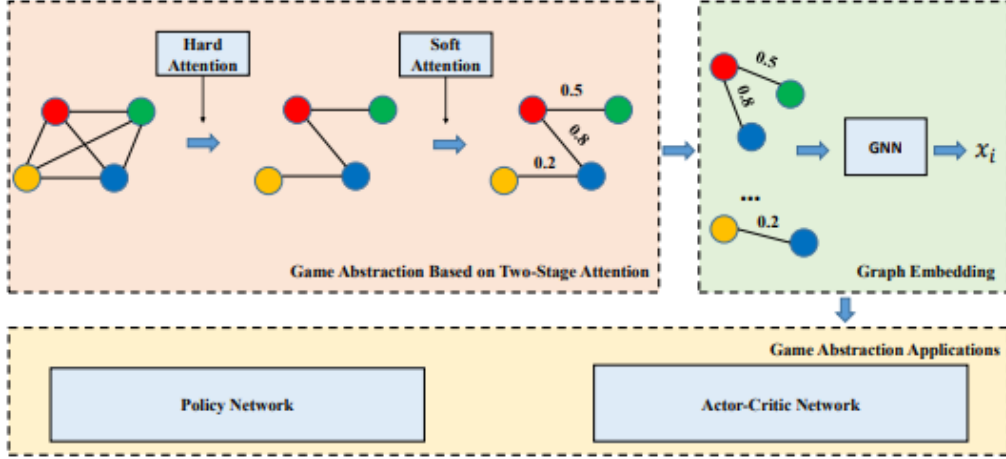 Hard
Attention
Soft
Attention
0.5
0.8
0.2
Game Abstraction Based on Two-Stage Attention
0.5
0.8
...
0.2
GNN
x_i
Graph Embedding
Game Abstraction Applications
Policy Network
Actor-Critic Network